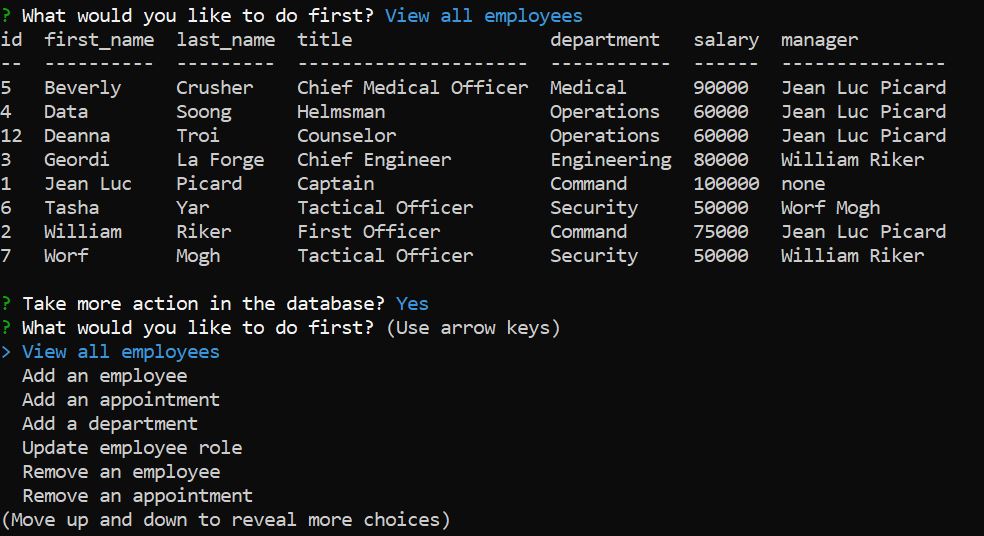 ? What would you like to do first? View all employees
id  first_name  last_name  title                  department   salary  manager
--  ----------  ---------  ---------------------  -----------  ------  ---------------
5   Beverly     Crusher    Chief Medical Officer  Medical      90000   Jean Luc Picard
4   Data        Soong      Helmsman               Operations   60000   Jean Luc Picard
12  Deanna      Troi       Counselor              Operations   60000   Jean Luc Picard
3   Geordi      La Forge   Chief Engineer         Engineering  80000   William Riker
1   Jean Luc    Picard     Captain                Command      100000  none
6   Tasha       Yar        Tactical Officer       Security     50000   Worf Mogh
2   William     Riker      First Officer          Command      75000   Jean Luc Picard
7   Worf        Mogh       Tactical Officer       Security     50000   William Riker

? Take more action in the database? Yes
? What would you like to do first? (Use arrow keys)
> View all employees
  Add an employee
  Add an appointment
  Add a department
  Update employee role
  Remove an employee
  Remove an appointment
(Move up and down to reveal more choices)